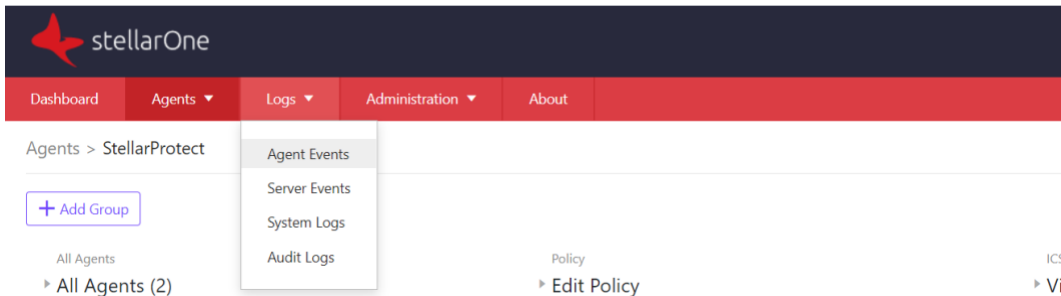 stellarOne
Dashboard Agents Logs Administration About
Agents > StellarProtect
Agent Events
Server Events
System Logs
Audit Logs
+ Add Group
All Agents
All Agents (2)
Policy
Edit Policy